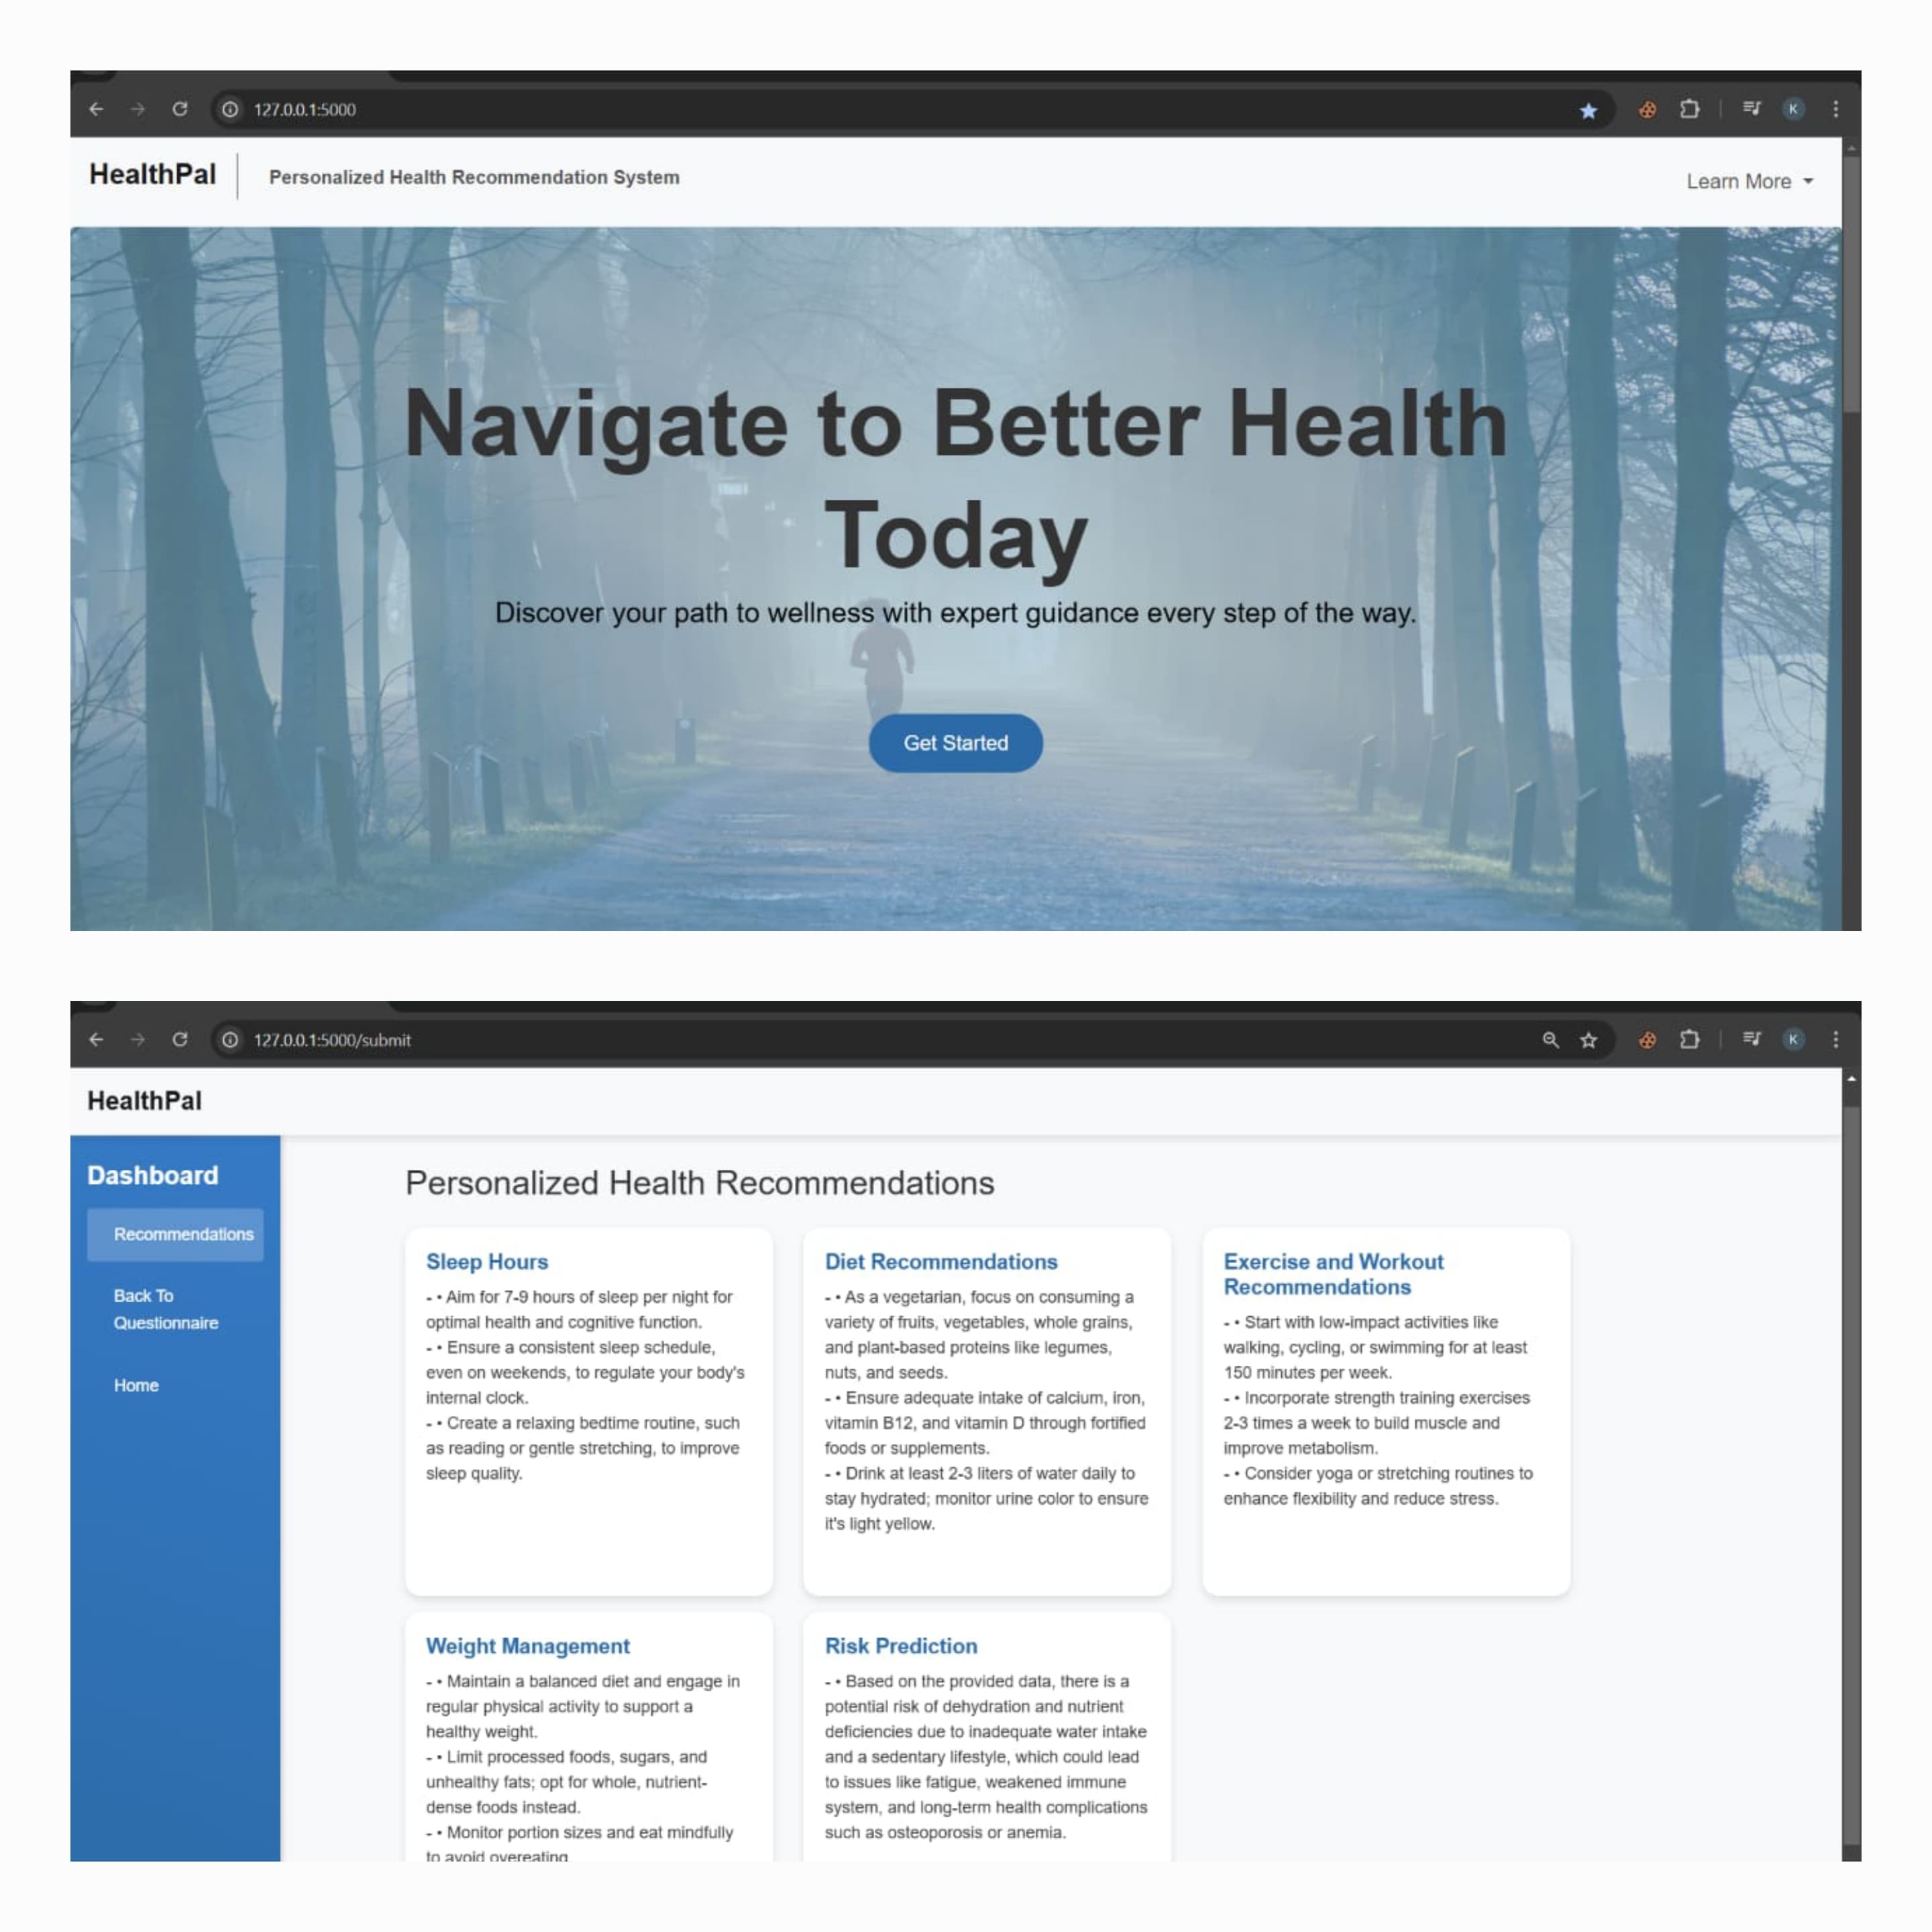 127.0.0.1:5000
K
HealthPal
Personalized Health Recommendation System
Learn More
Navigate to Better Health
Today
Discover your path to wellness with expert guidance every step of the way.
Get Started
127.0.0.1:5000/submit
K
HealthPal
Dashboard
Recommendations
Back To
Questionnaire
Home
Personalized Health Recommendations
Sleep Hours
- • Aim for 7-9 hours of sleep per night for
optimal health and cognitive function.
- • Ensure a consistent sleep schedule,
even on weekends, to regulate your body's
internal clock.
- • Create a relaxing bedtime routine, such
as reading or gentle stretching, to improve
sleep quality.
Diet Recommendations
- • As a vegetarian, focus on consuming a
variety of fruits, vegetables, whole grains,
and plant-based proteins like legumes,
nuts, and seeds.
- • Ensure adequate intake of calcium, iron,
vitamin B12, and vitamin D through fortified
foods or supplements.
- • Drink at least 2-3 liters of water daily to
stay hydrated; monitor urine color to ensure
it's light yellow.
Exercise and Workout
Recommendations
- • Start with low-impact activities like
walking, cycling, or swimming for at least
150 minutes per week.
- • Incorporate strength training exercises
2-3 times a week to build muscle and
improve metabolism.
- • Consider yoga or stretching routines to
enhance flexibility and reduce stress.
Weight Management
- • Maintain a balanced diet and engage in
regular physical activity to support a
healthy weight.
- • Limit processed foods, sugars, and
unhealthy fats; opt for whole, nutrient-
dense foods instead.
- • Monitor portion sizes and eat mindfully
to avoid overeating.
Risk Prediction
- • Based on the provided data, there is a
potential risk of dehydration and nutrient
deficiencies due to inadequate water intake
and a sedentary lifestyle, which could lead
to issues like fatigue, weakened immune
system, and long-term health complications
such as osteoporosis or anemia.